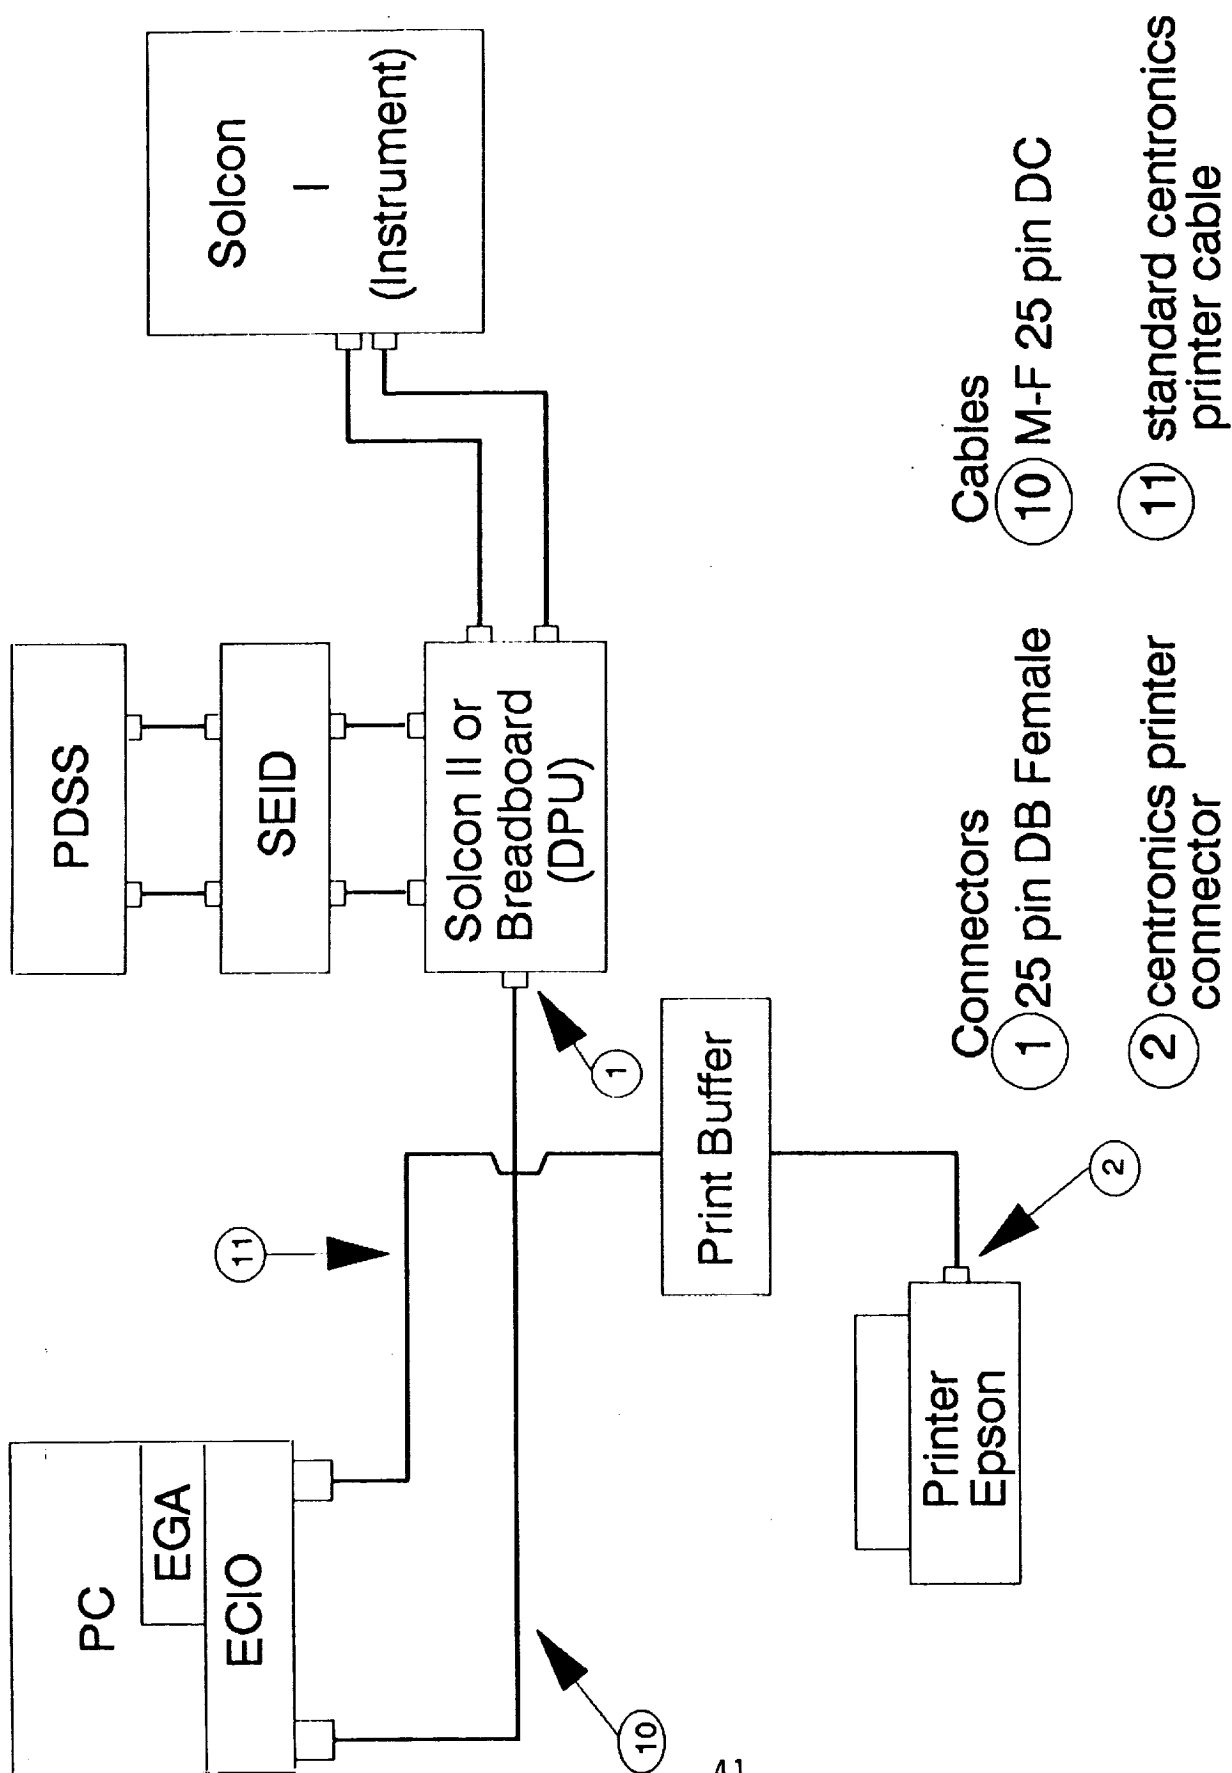 PC
EGA
ECIO
11
10
PDSS
SEID
Solcon II or
Breadboard
(DPU)
1
Solcon
I
(Instrument)
Print Buffer
Printer
Epson
2
Connectors
1 25 pin DB Female
2 centronics printer
connector
Cables
10 M-F 25 pin DC
11 standard centronics
printer cable
41